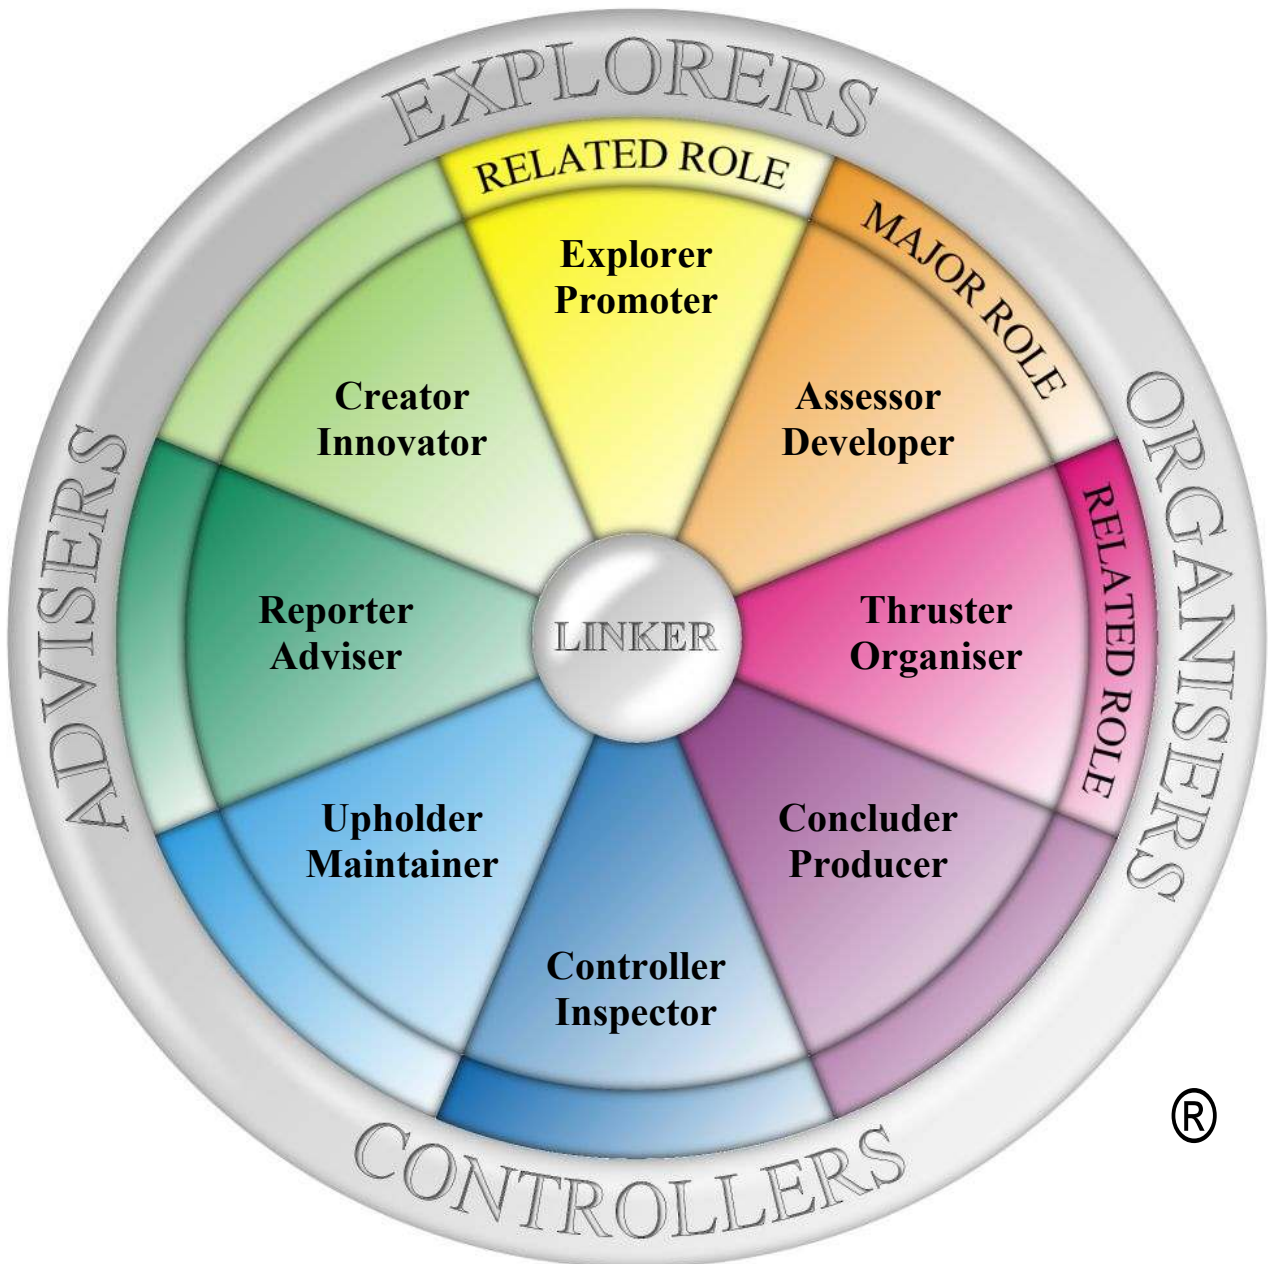 EXPLORERS
RELATED ROLE
MAJOR ROLE
Explorer
Promoter
Creator
Innovator
Assessor
Developer
ORGANISERS
ADVISERS
RELATED ROLE
Reporter
Adviser
LINKER
Thruster
Organiser
Upholder
Maintainer
Concluder
Producer
Controller
Inspector
CONTROLLERS
®